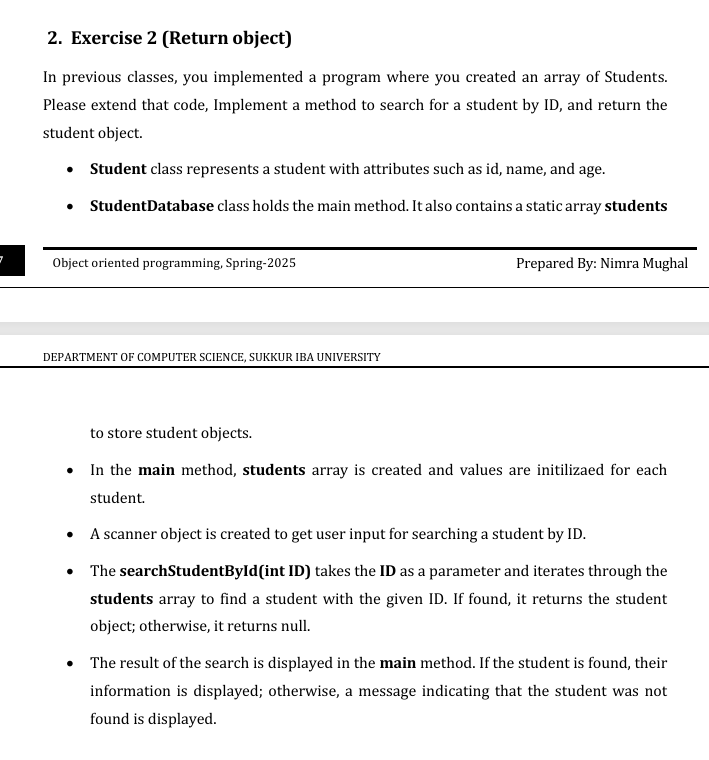 2. Exercise 2 (Return object)
In previous classes, you implemented a program where you created an array of Students.
Please extend that code, Implement a method to search for a student by ID, and return the
student object.
• Student class represents a student with attributes such as id, name, and age.
• StudentDatabase class holds the main method. It also contains a static array students
7 Object oriented programming, Spring-2025 Prepared By: Nimra Mughal
DEPARTMENT OF COMPUTER SCIENCE, SUKKUR IBA UNIVERSITY
to store student objects.
• In the main method, students array is created and values are initilizaed for each
student.
• A scanner object is created to get user input for searching a student by ID.
• The searchStudentById(int ID) takes the ID as a parameter and iterates through the
students array to find a student with the given ID. If found, it returns the student
object; otherwise, it returns null.
• The result of the search is displayed in the main method. If the student is found, their
information is displayed; otherwise, a message indicating that the student was not
found is displayed.